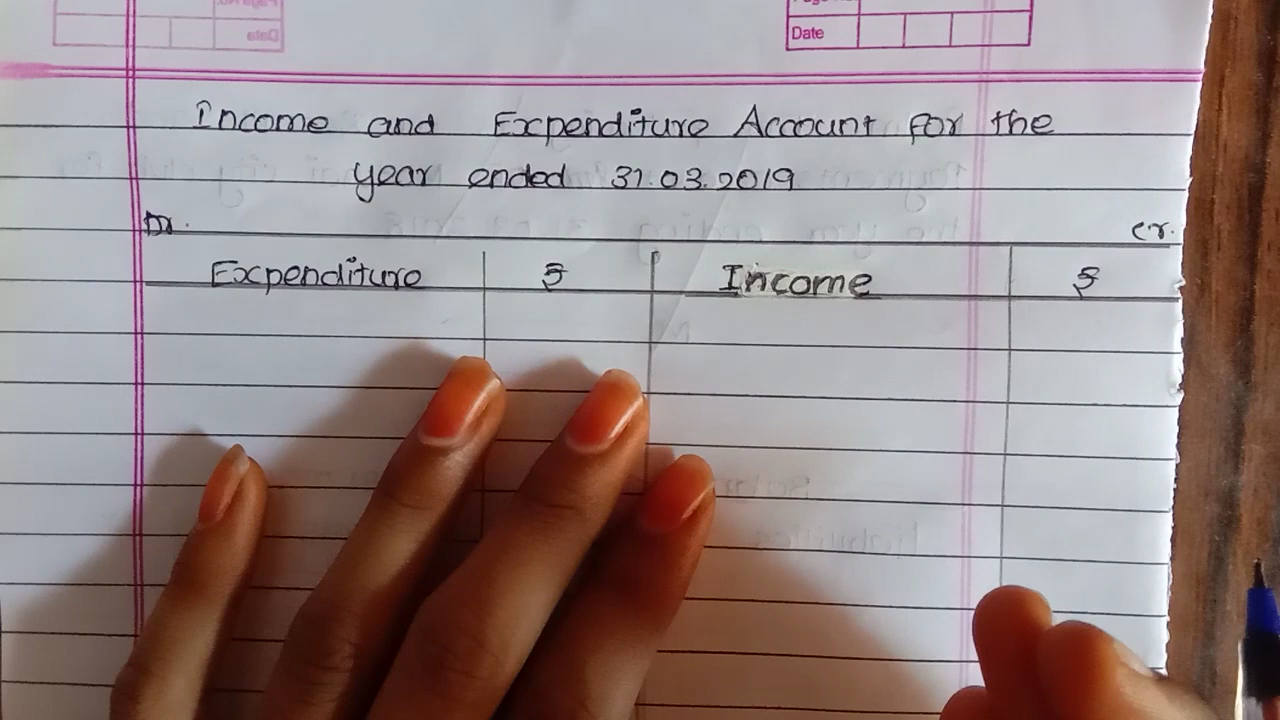 Date
Income and Expenditure Account for the
year ended 31.03.2019
Dr. Cr.
Expenditure ₹ Income ₹